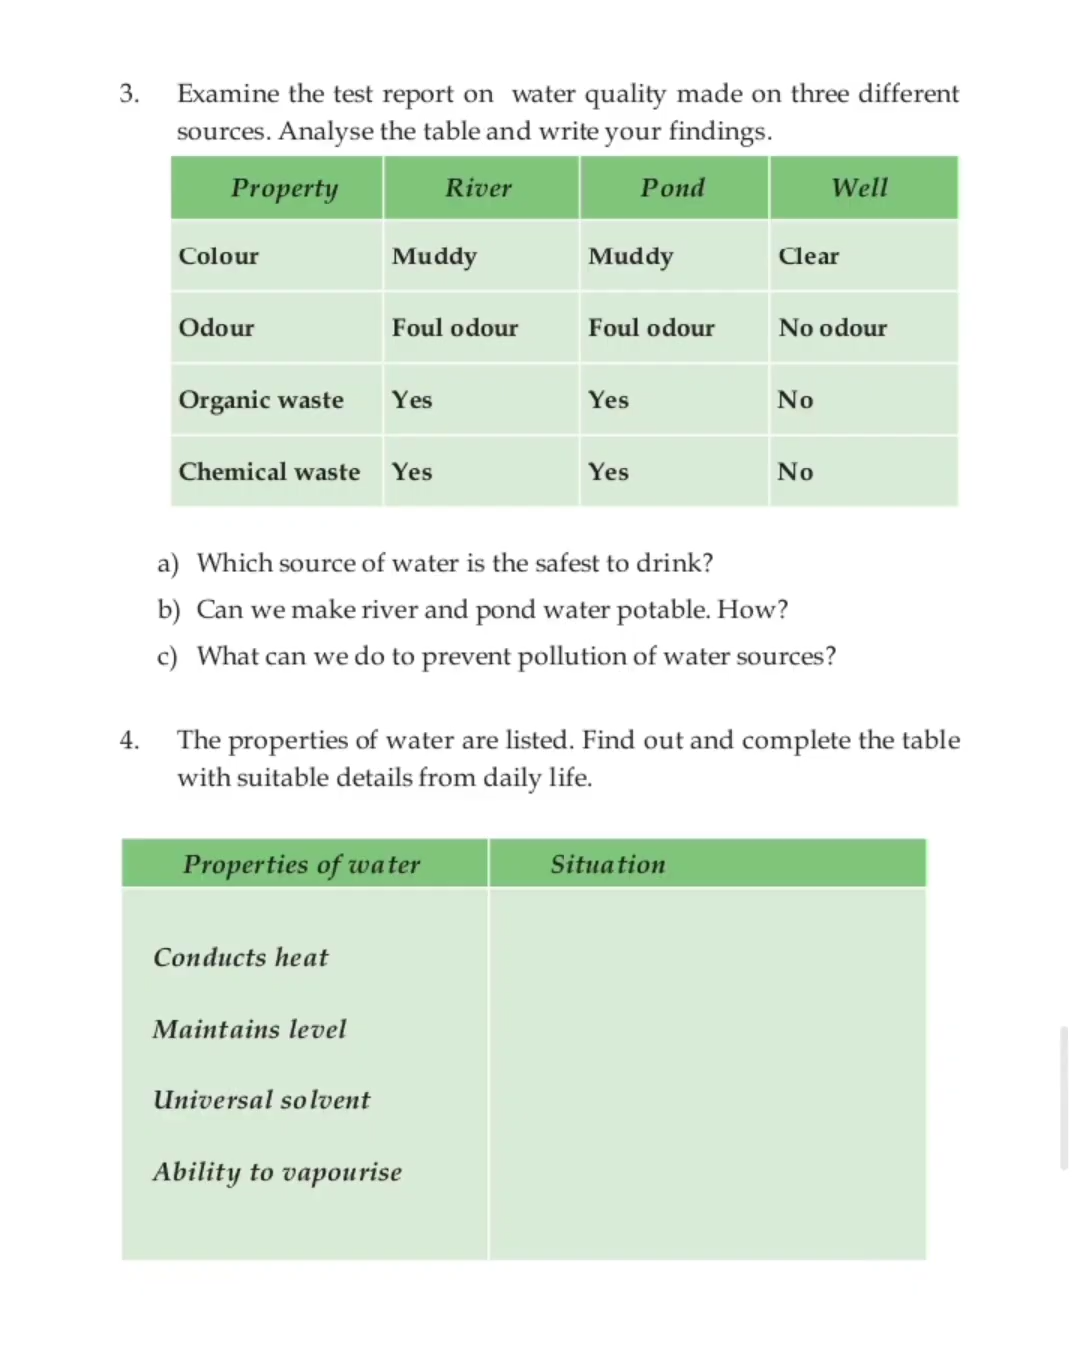 3. Examine the test report on water quality made on three different
sources. Analyse the table and write your findings.
Property River Pond Well
Colour Muddy Muddy Clear
Odour Foul odour Foul odour No odour
Organic waste Yes Yes No
Chemical waste Yes Yes No
a) Which source of water is the safest to drink?
b) Can we make river and pond water potable. How?
c) What can we do to prevent pollution of water sources?
4. The properties of water are listed. Find out and complete the table
with suitable details from daily life.
Properties of water Situation
Conducts heat
Maintains level
Universal solvent
Ability to vapourise